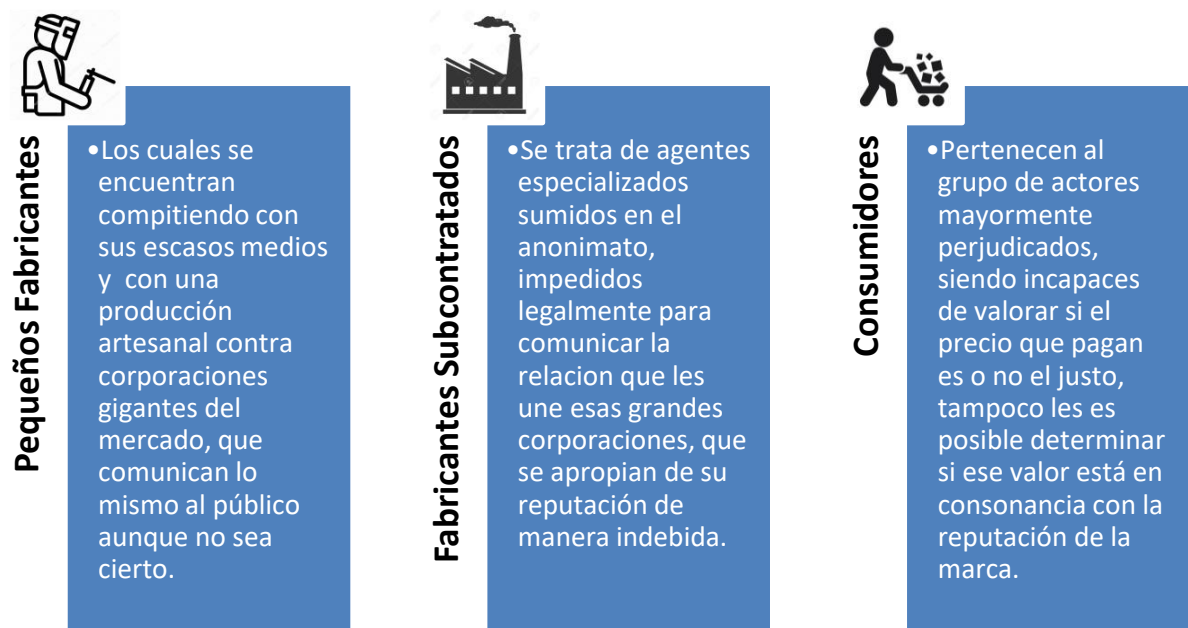 Pequeños Fabricantes
•Los cuales se
encuentran
compitiendo con
sus escasos medios
y con una
producción
artesanal contra
corporaciones
gigantes del
mercado, que
comunican lo
mismo al público
aunque no sea
cierto.
Fabricantes Subcontratados
•Se trata de agentes
especializados
sumidos en el
anonimato,
impedidos
legalmente para
comunicar la
relacion que les
une esas grandes
corporaciones, que
se apropian de su
reputación de
manera indebida.
Consumidores
•Pertenecen al
grupo de actores
mayormente
perjudicados,
siendo incapaces
de valorar si el
precio que pagan
es o no el justo,
tampoco les es
posible determinar
si ese valor está en
consonancia con la
reputación de la
marca.